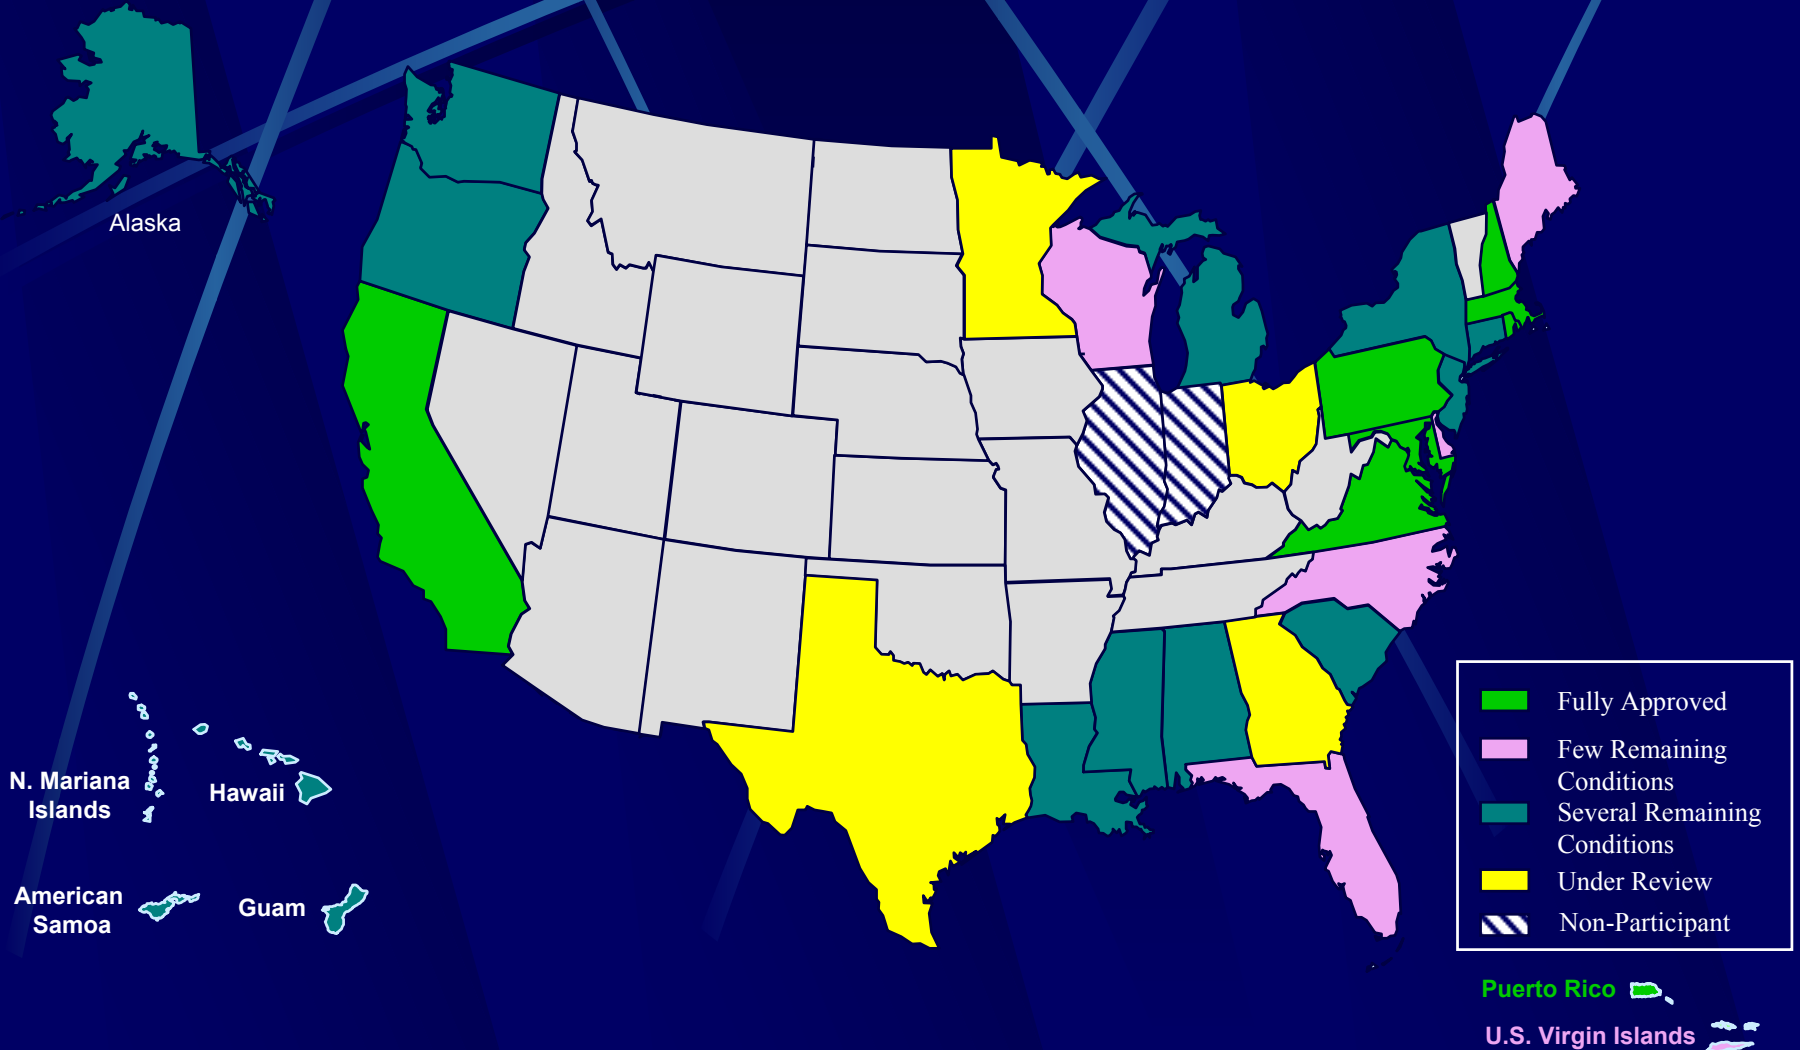 Alaska
N. Mariana
Islands
Hawaii
American
Samoa
Guam
Fully Approved
Few Remaining
Conditions
Several Remaining
Conditions
Under Review
Non-Participant
Puerto Rico
U.S. Virgin Islands